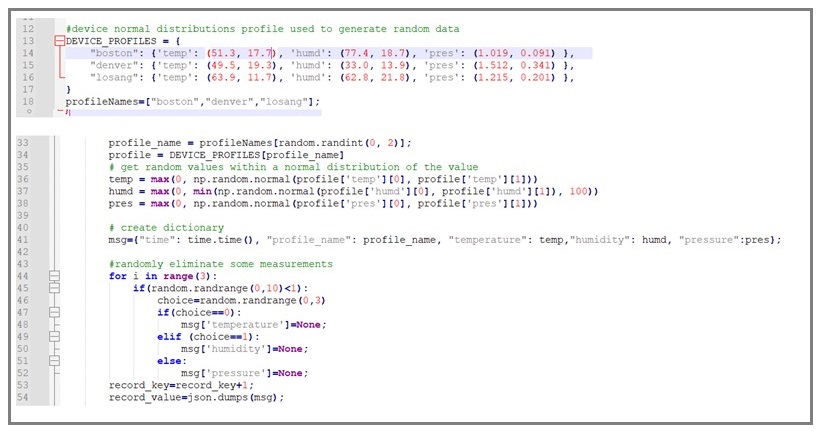 12 #device normal distributions profile used to generate random data
13 DEVICE_PROFILES = {
14 "boston": {'temp': (51.3, 17.7), 'humd': (77.4, 18.7), 'pres': (1.019, 0.091) },
15 "denver": {'temp': (49.5, 19.3), 'humd': (33.0, 13.9), 'pres': (1.512, 0.341) },
16 "losang": {'temp': (63.9, 11.7), 'humd': (62.8, 21.8), 'pres': (1.215, 0.201) },
17 }
18 profileNames=["boston","denver","losang"];
33 profile_name = profileNames[random.randint(0, 2)];
34 profile = DEVICE_PROFILES[profile_name]
35 # get random values within a normal distribution of the value
36 temp = max(0, np.random.normal(profile['temp'][0], profile['temp'][1]))
37 humd = max(0, min(np.random.normal(profile['humd'][0], profile['humd'][1]), 100))
38 pres = max(0, np.random.normal(profile['pres'][0], profile['pres'][1]))
39
40 # create dictionary
41 msg={"time": time.time(), "profile_name": profile_name, "temperature": temp,"humidity": humd, "pressure":pres};
42
43 #randomly eliminate some measurements
44 for i in range(3):
45 if(random.randrange(0,10)<1):
46 choice=random.randrange(0,3)
47 if(choice==0):
48 msg['temperature']=None;
49 elif (choice==1):
50 msg['humidity']=None;
51 else:
52 msg['pressure']=None;
53 record_key=record_key+1;
54 record_value=json.dumps(msg);